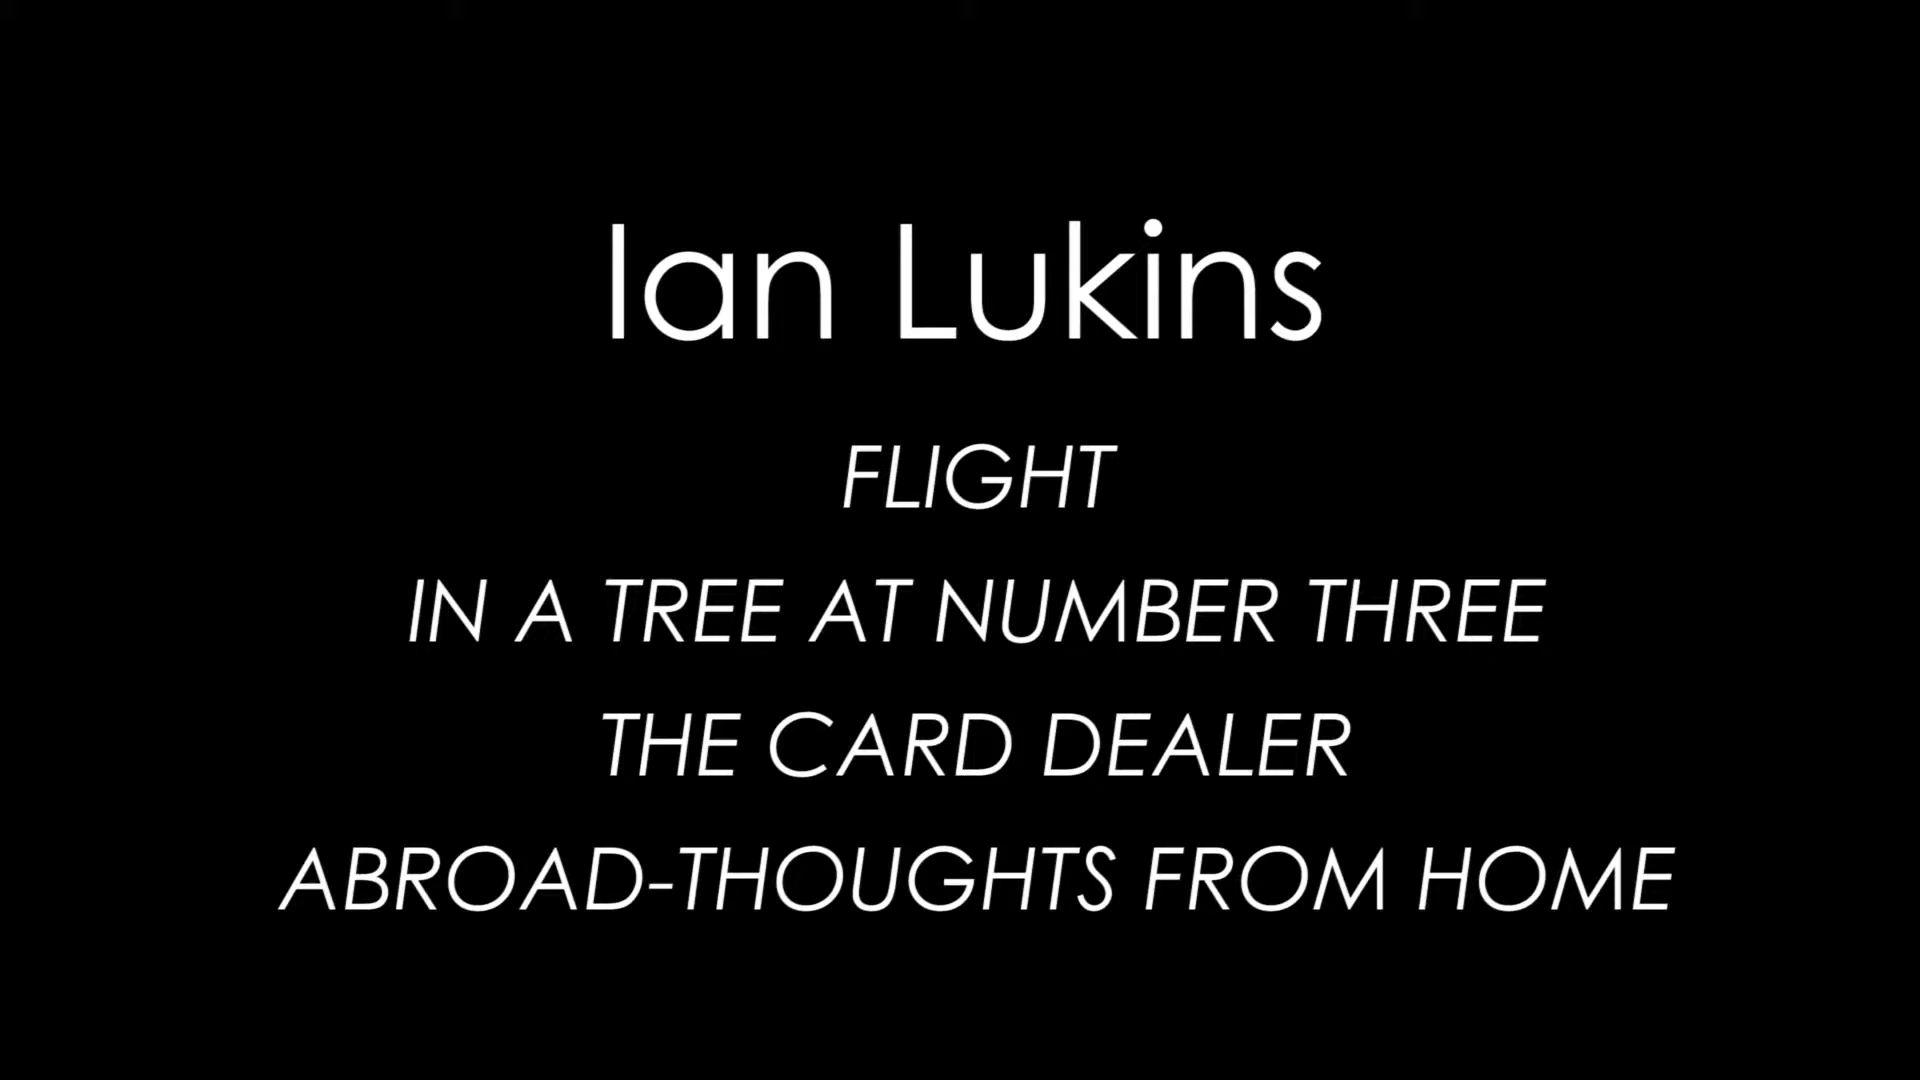 Ian Lukins
FLIGHT
IN A TREE AT NUMBER THREE
THE CARD DEALER
ABROAD-THOUGHTS FROM HOME